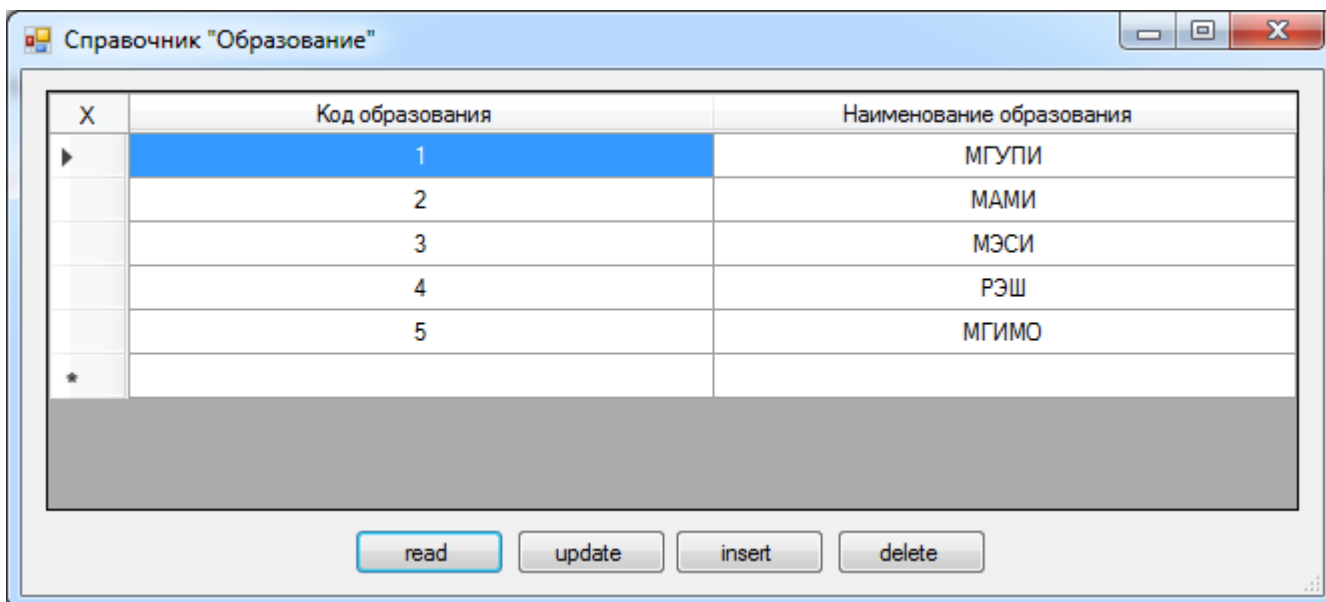 Справочник "Образование"
X Код образования Наименование образования
1 МГУПИ
2 МАМИ
3 МЭСИ
4 РЭШ
5 МГИМО
*
read update insert delete